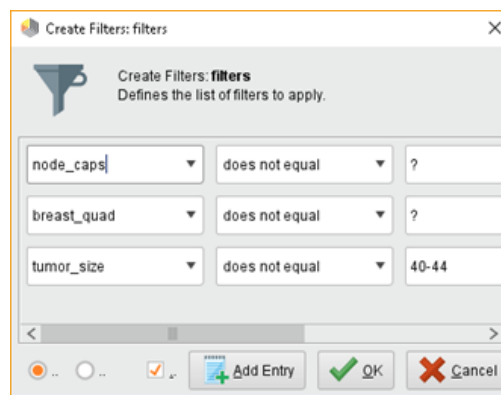 Create Filters: filters
Create Filters: filters
Defines the list of filters to apply.
node_caps does not equal ?
breast_quad does not equal ?
tumor_size does not equal 40-44
.. .. .. Add Entry OK Cancel